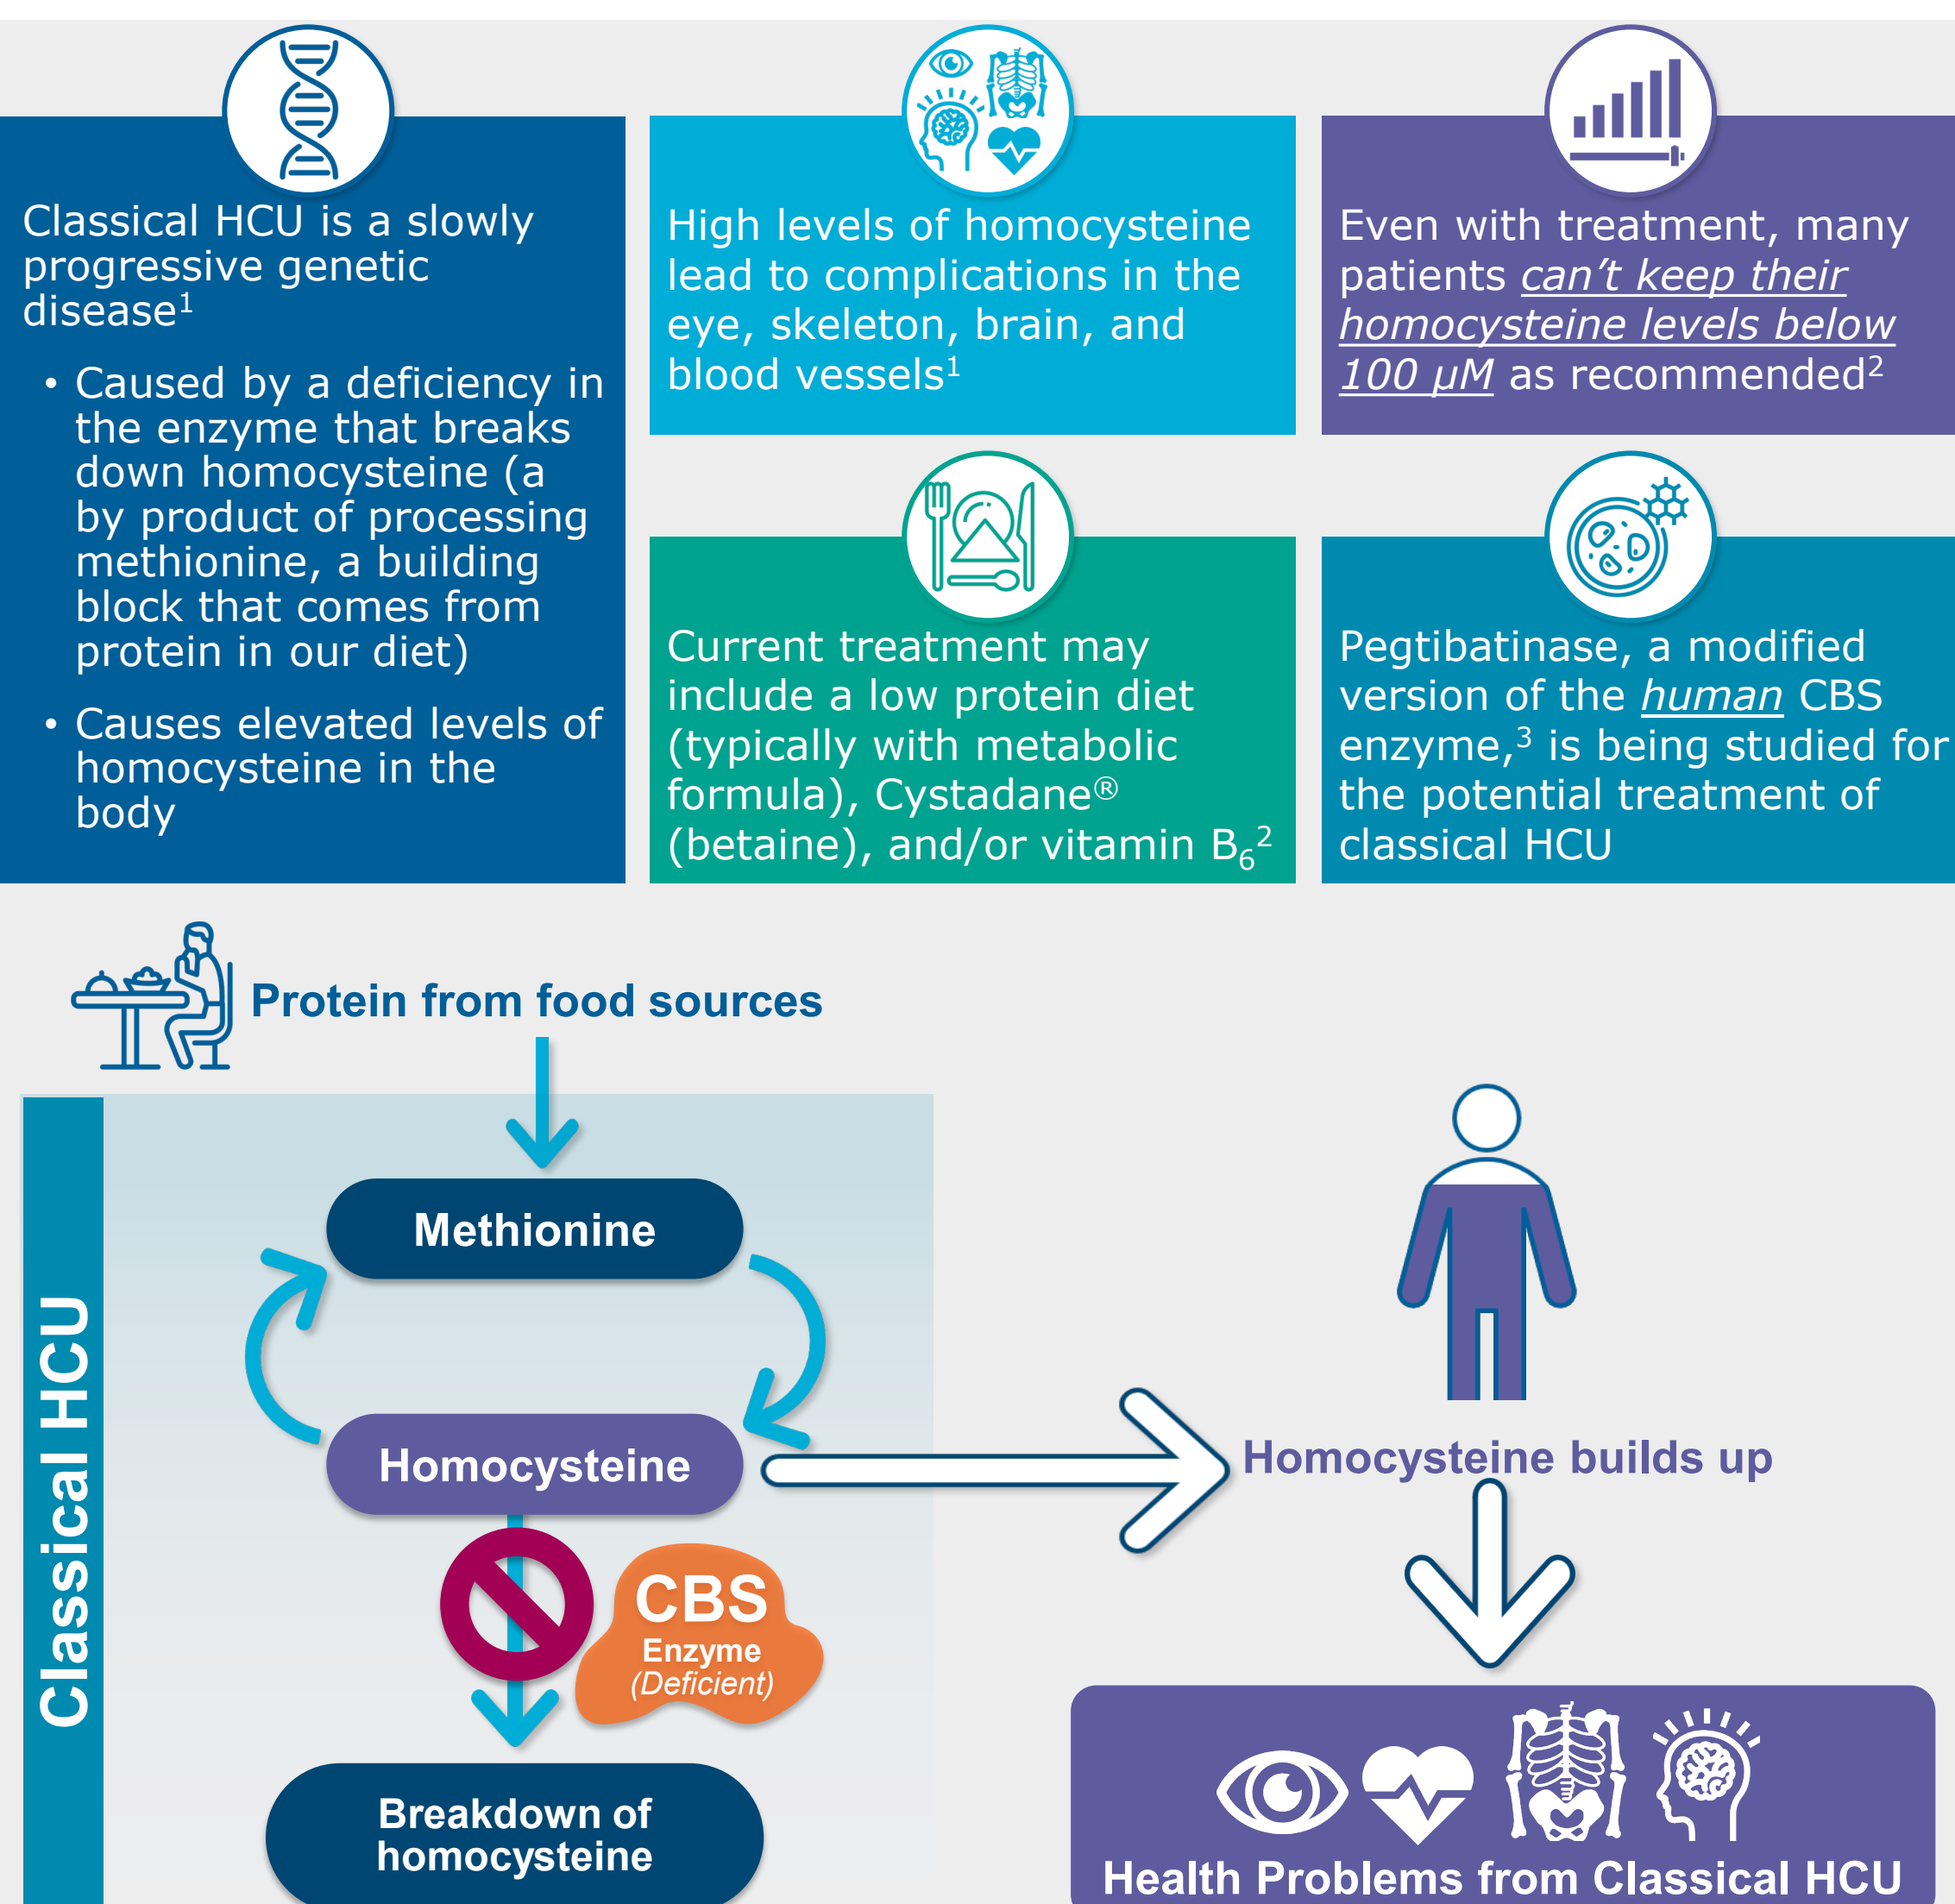 Classical HCU is a slowly
progressive genetic
disease¹
• Caused by a deficiency in
the enzyme that breaks
down homocysteine (a
by product of processing
methionine, a building
block that comes from
protein in our diet)
• Causes elevated levels of
homocysteine in the
body
High levels of homocysteine
lead to complications in the
eye, skeleton, brain, and
blood vessels¹
Even with treatment, many
patients can’t keep their
homocysteine levels below
100 µM as recommended²
Current treatment may
include a low protein diet
(typically with metabolic
formula), Cystadane®
(betaine), and/or vitamin B₆²
Pegtibatinase, a modified
version of the human CBS
enzyme,³ is being studied for
the potential treatment of
classical HCU
Protein from food sources
Classical HCU
Methionine
Homocysteine
CBS
Enzyme
(Deficient)
Breakdown of
homocysteine
Homocysteine builds up
Health Problems from Classical HCU